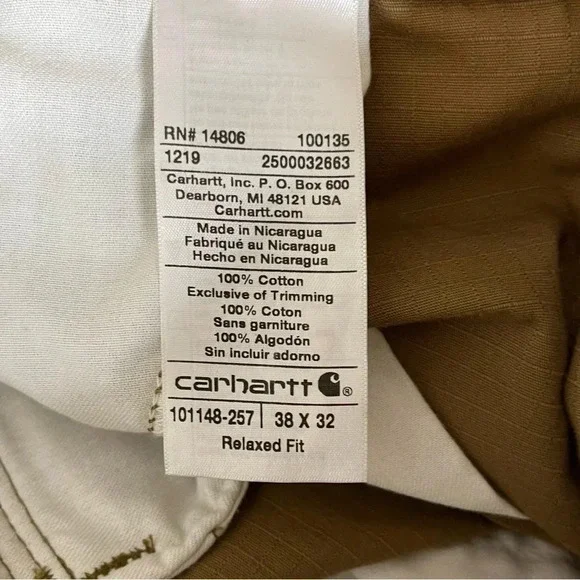 RN# 14806 100135
1219 2500032663
Carhartt, Inc. P. O. Box 600
Dearborn, MI 48121 USA
Carhartt.com
Made in Nicaragua
Fabriqué au Nicaragua
Hecho en Nicaragua
100% Cotton
Exclusive of Trimming
100% Coton
Sans garniture
100% Algodón
Sin incluir adorno
carhartt ®
101148-257 | 38 X 32
Relaxed Fit